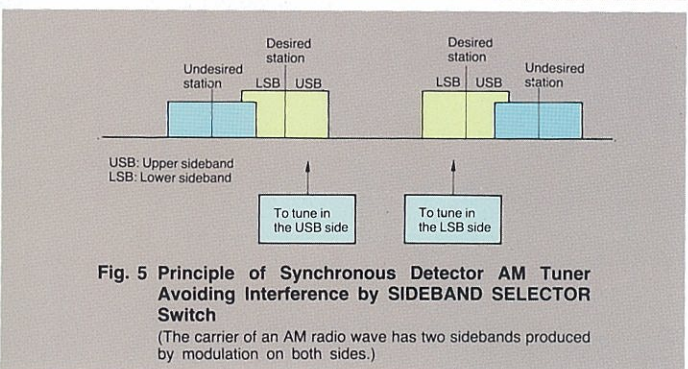 Desired
station
Undesired
station
LSB USB
Desired
station
LSB USB
Undesired
station
USB: Upper sideband
LSB: Lower sideband
To tune in
the USB side
To tune in
the LSB side
Fig. 5 Principle of Synchronous Detector AM Tuner
Avoiding Interference by SIDEBAND SELECTOR
Switch
(The carrier of an AM radio wave has two sidebands produced
by modulation on both sides.)